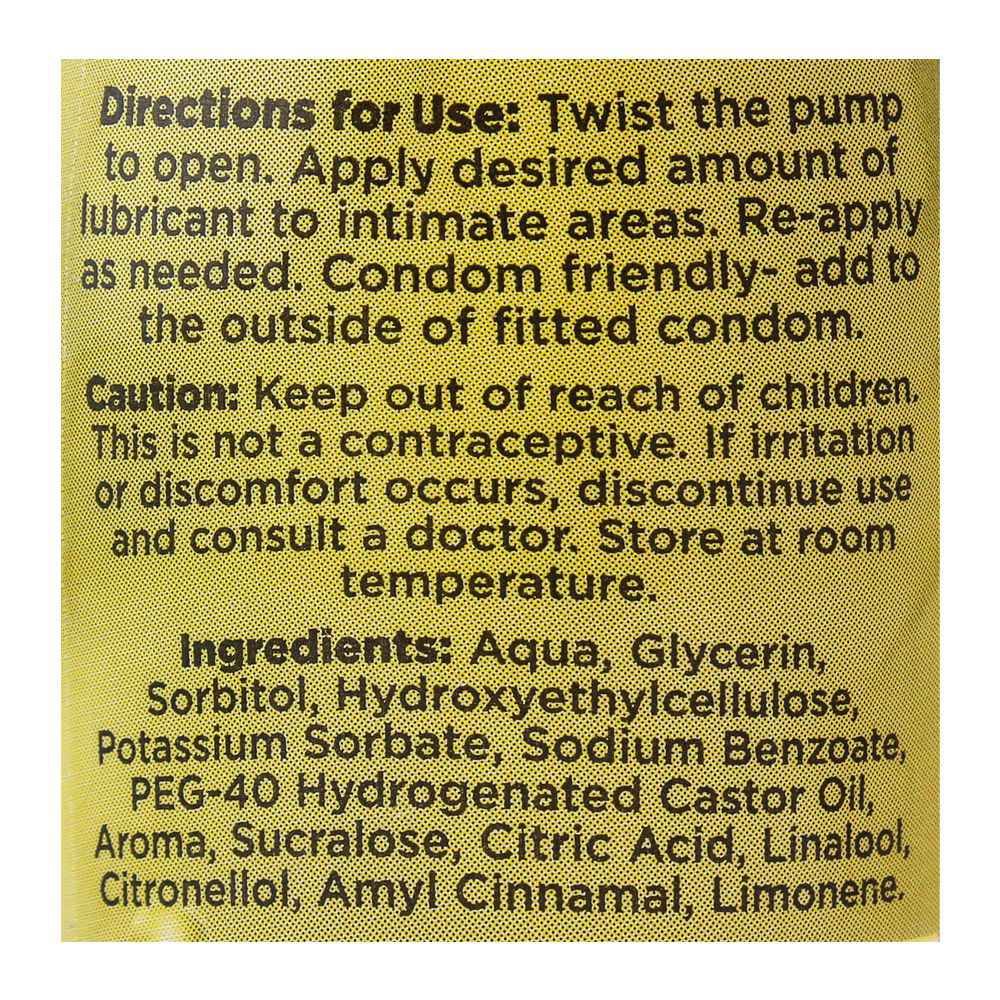 Directions for Use: Twist the pump
to open. Apply desired amount of
lubricant to intimate areas. Re-apply
as needed. Condom friendly- add to
the outside of fitted condom.
Caution: Keep out of reach of children.
This is not a contraceptive. If irritation
or discomfort occurs, discontinue use
and consult a doctor. Store at room
temperature.
Ingredients: Aqua, Glycerin,
Sorbitol, Hydroxyethylcellulose,
Potassium Sorbate, Sodium Benzoate,
PEG-40 Hydrogenated Castor Oil,
Aroma, Sucralose, Citric Acid, Linalool,
Citronellol, Amyl Cinnamal, Limonene.